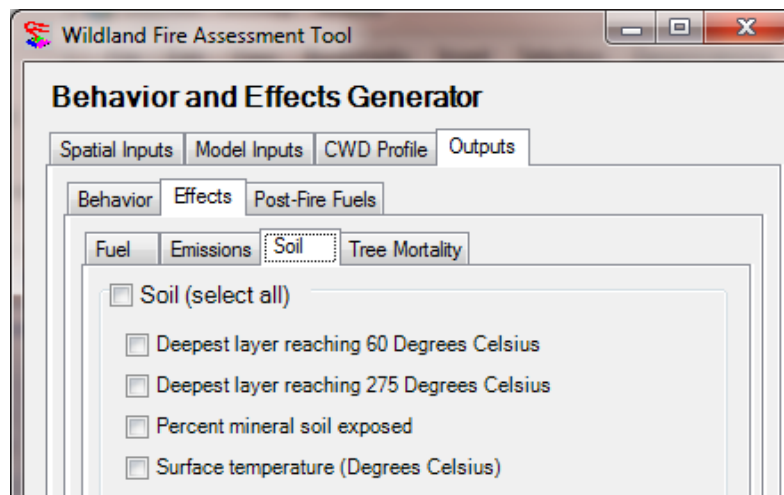 Wildland Fire Assessment Tool
Behavior and Effects Generator
Spatial Inputs Model Inputs CWD Profile Outputs
Behavior Effects Post-Fire Fuels
Fuel Emissions Soil Tree Mortality
Soil (select all)
Deepest layer reaching 60 Degrees Celsius
Deepest layer reaching 275 Degrees Celsius
Percent mineral soil exposed
Surface temperature (Degrees Celsius)